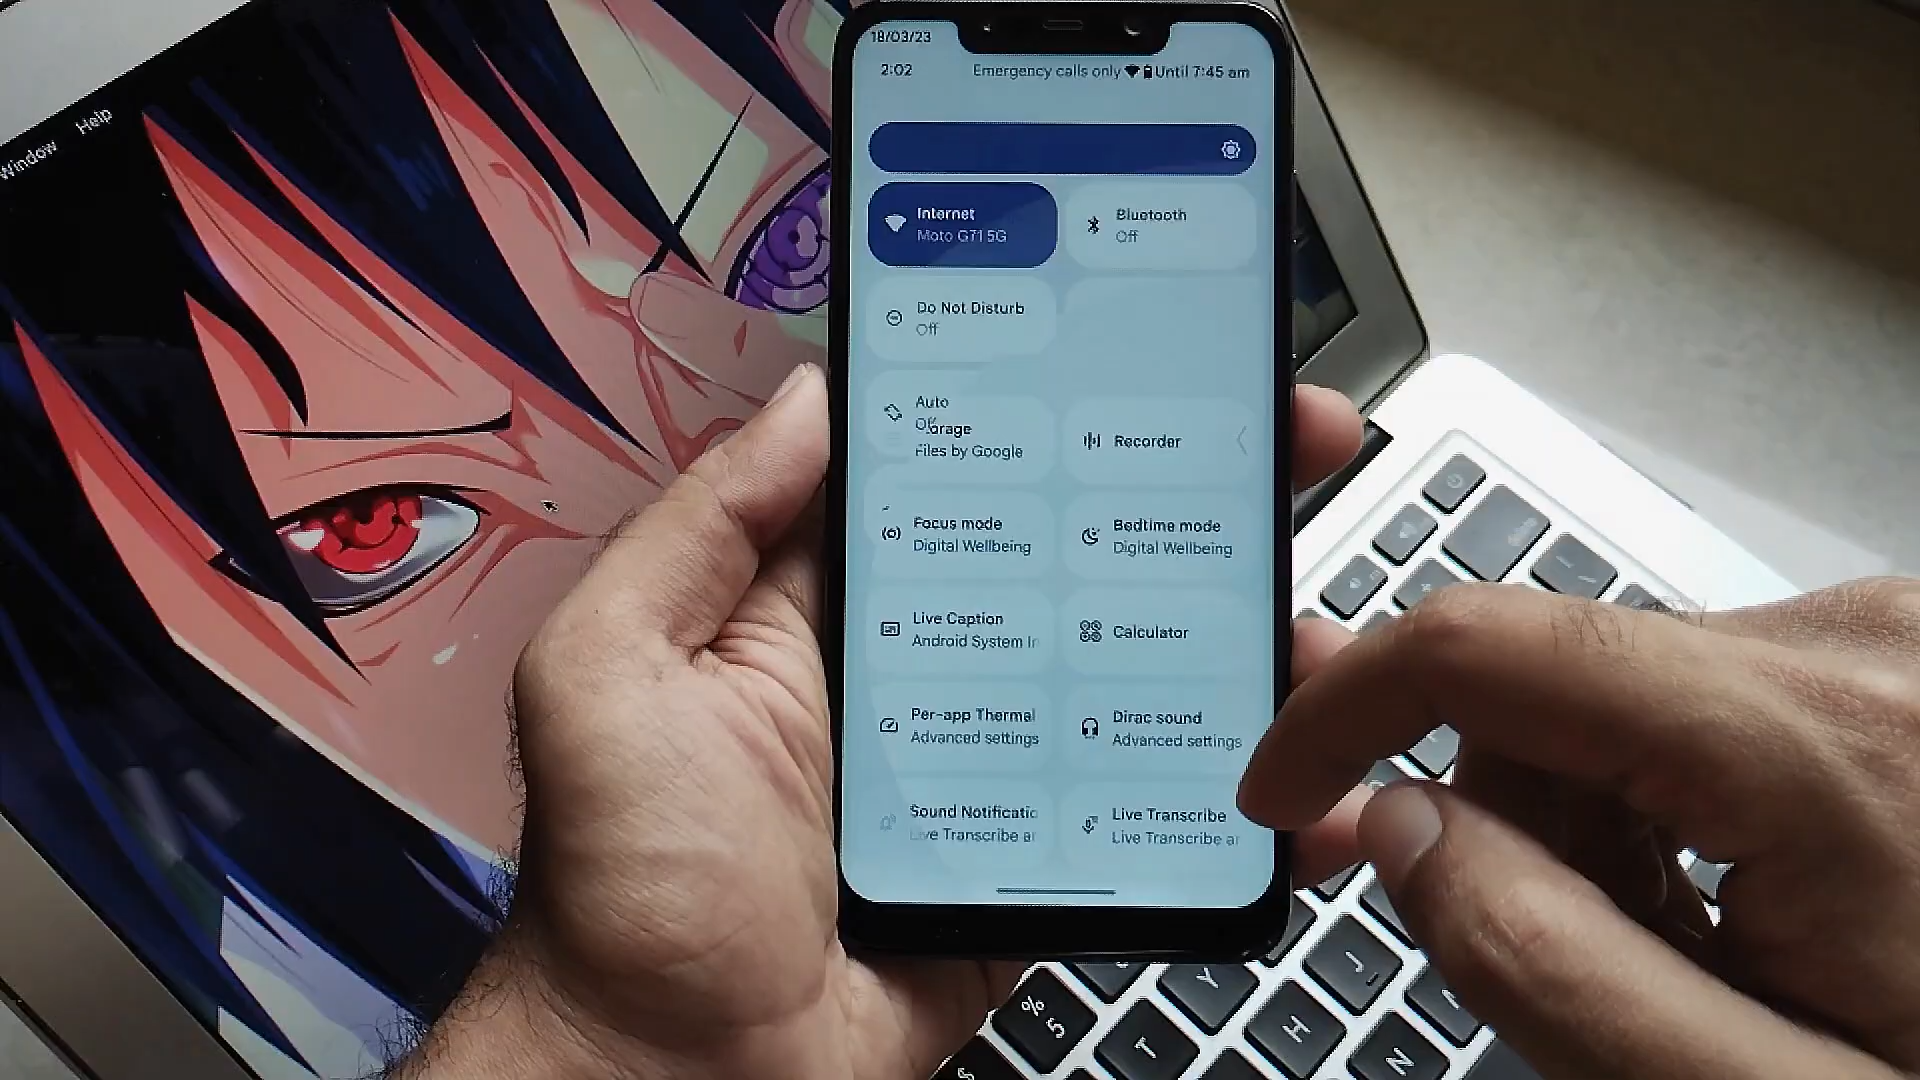 Window Help
18/03/23
2:02 Emergency calls only Until 7:45 am
Internet
Moto G71 5G
Bluetooth
Off
Do Not Disturb
Off
Auto
Off
orage
Files by Google
Recorder
Focus mode
Digital Wellbeing
Bedtime mode
Digital Wellbeing
Live Caption
Android System In
Calculator
Per-app Thermal
Advanced settings
Dirac sound
Advanced settings
Sound Notificatic
Live Transcribe ar
Live Transcribe
Live Transcribe ar
%
5
T
Y
H
J
N